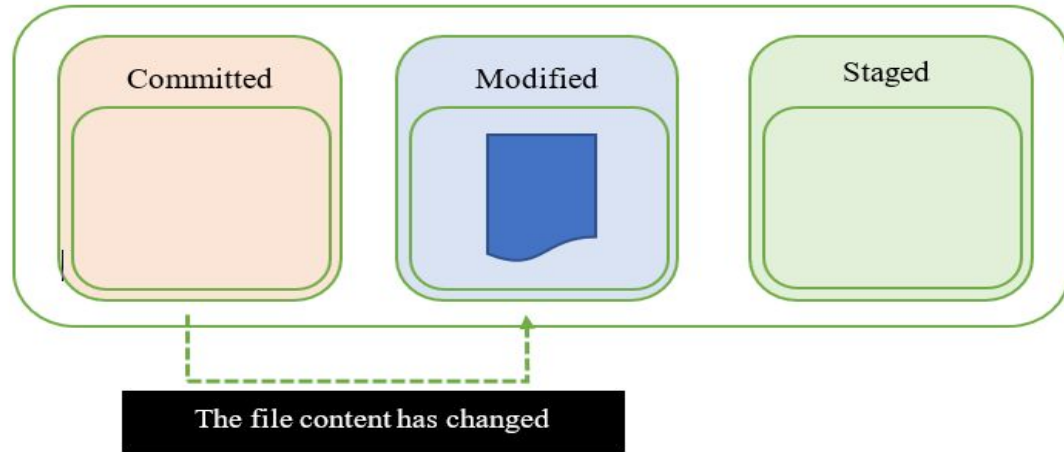 Committed
Modified
Staged
The file content has changed